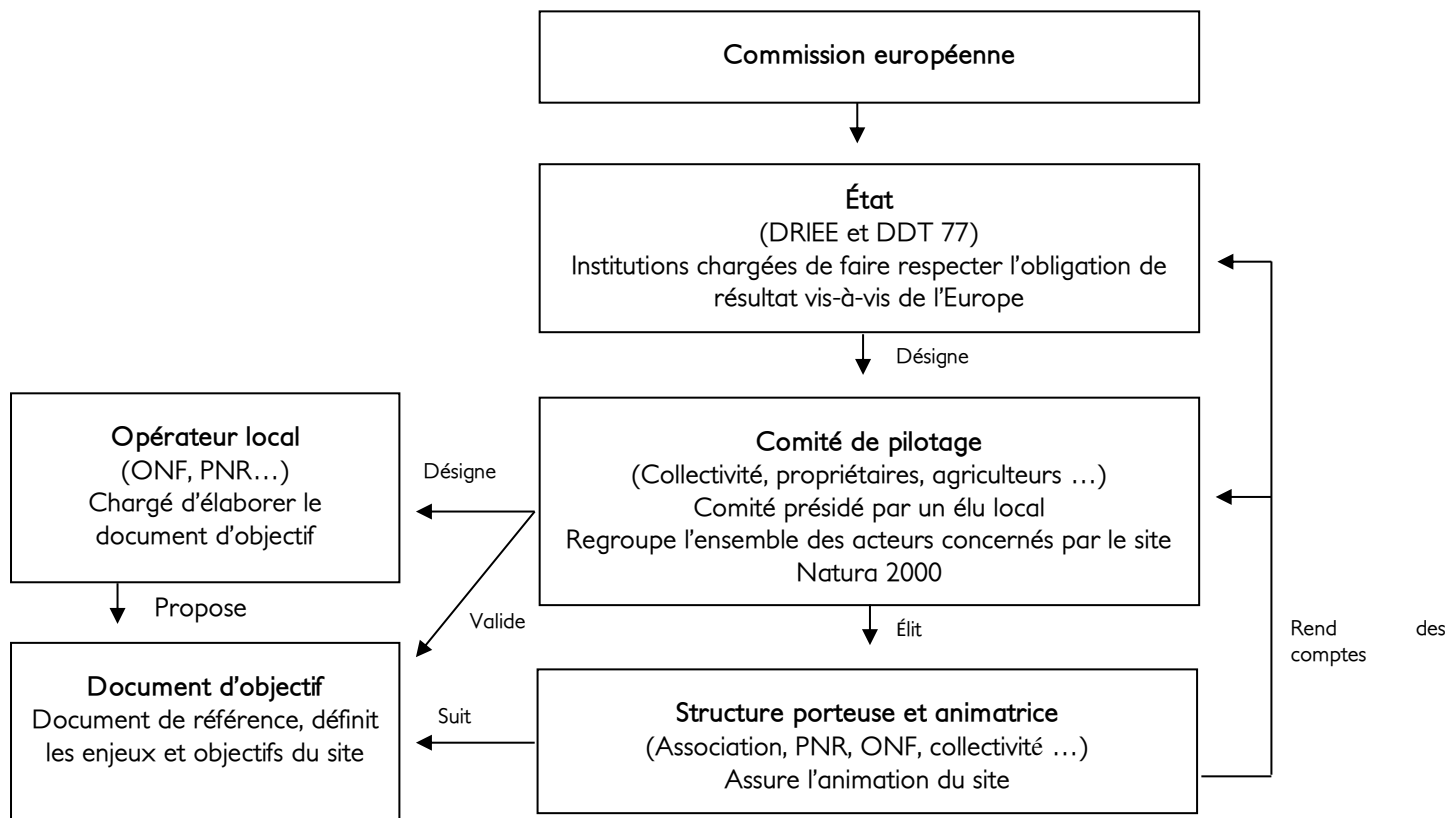 Commission européenne
État
(DRIEE et DDT 77)
Institutions chargées de faire respecter l'obligation de
résultat vis-à-vis de l'Europe
Désigne
Opérateur local
(ONF, PNR…)
Chargé d'élaborer le
document d'objectif
Désigne
Comité de pilotage
(Collectivité, propriétaires, agriculteurs …)
Comité présidé par un élu local
Regroupe l'ensemble des acteurs concernés par le site
Natura 2000
Propose
Valide
Élit
Rend des
comptes
Document d'objectif
Document de référence, définit
les enjeux et objectifs du site
Suit
Structure porteuse et animatrice
(Association, PNR, ONF, collectivité …)
Assure l'animation du site